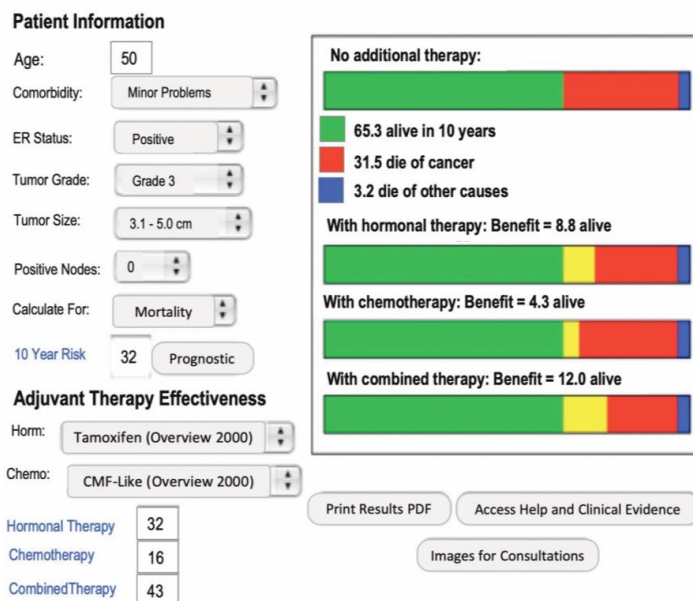 Patient Information
Age: 50
Comorbidity: Minor Problems
ER Status: Positive
Tumor Grade: Grade 3
Tumor Size: 3.1 - 5.0 cm
Positive Nodes: 0
Calculate For: Mortality
10 Year Risk 32 Prognostic
Adjuvant Therapy Effectiveness
Horm: Tamoxifen (Overview 2000)
Chemo: CMF-Like (Overview 2000)
Hormonal Therapy 32
Chemotherapy 16
CombinedTherapy 43
No additional therapy:
65.3 alive in 10 years
31.5 die of cancer
3.2 die of other causes
With hormonal therapy: Benefit = 8.8 alive
With chemotherapy: Benefit = 4.3 alive
With combined therapy: Benefit = 12.0 alive
Print Results PDF Access Help and Clinical Evidence
Images for Consultations